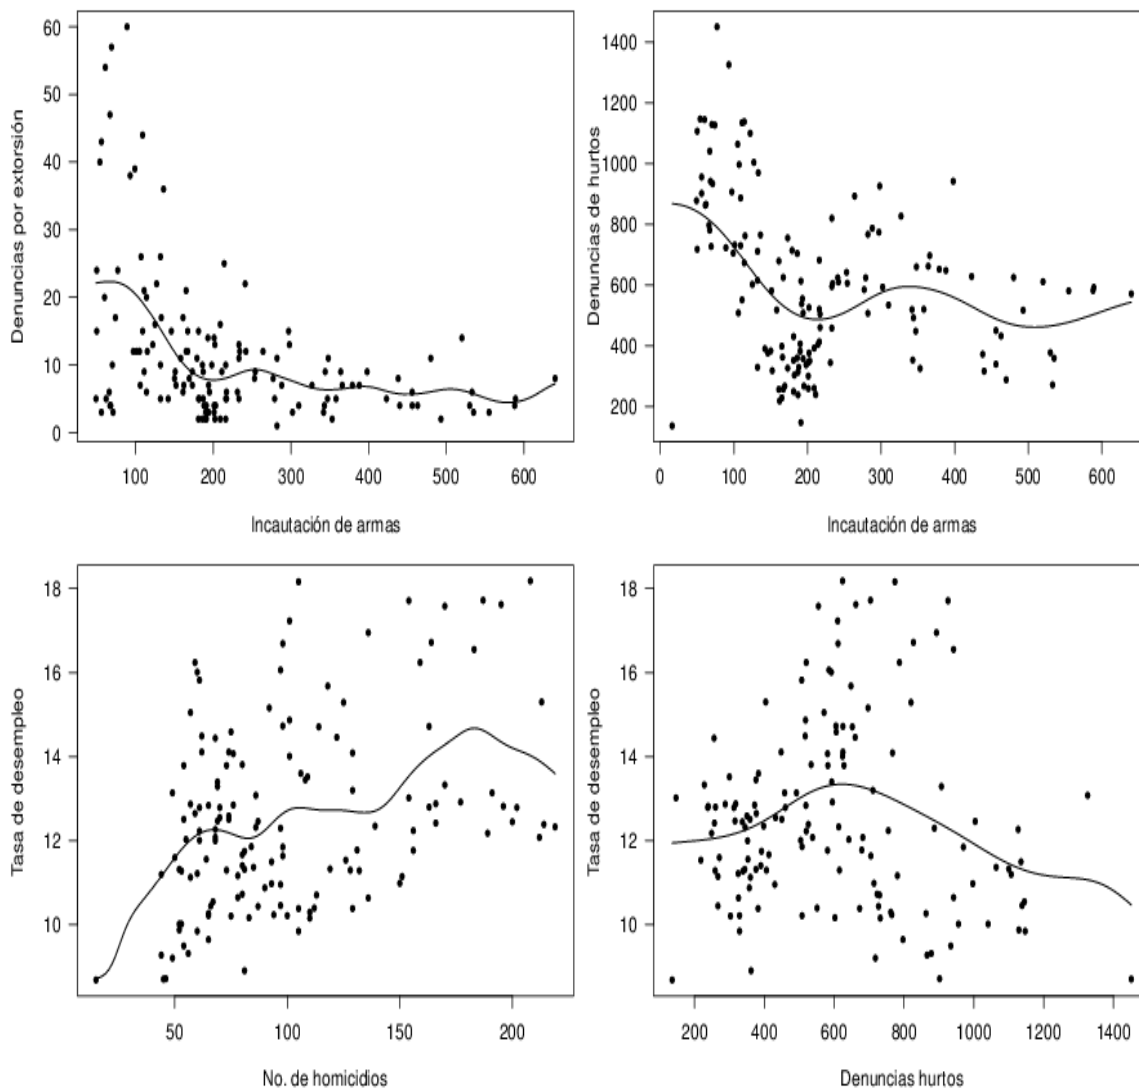 60
50
40
30
20
10
0
Denuncias por extorsión
100 200 300 400 500 600
Incautación de armas
1400
1200
1000
800
600
400
200
Denuncias de hurtos
0 100 200 300 400 500 600
Incautación de armas
18
16
14
12
10
Tasa de desempleo
50 100 150 200
No. de homicidios
18
16
14
12
10
Tasa de desempleo
200 400 600 800 1000 1200 1400
Denuncias hurtos